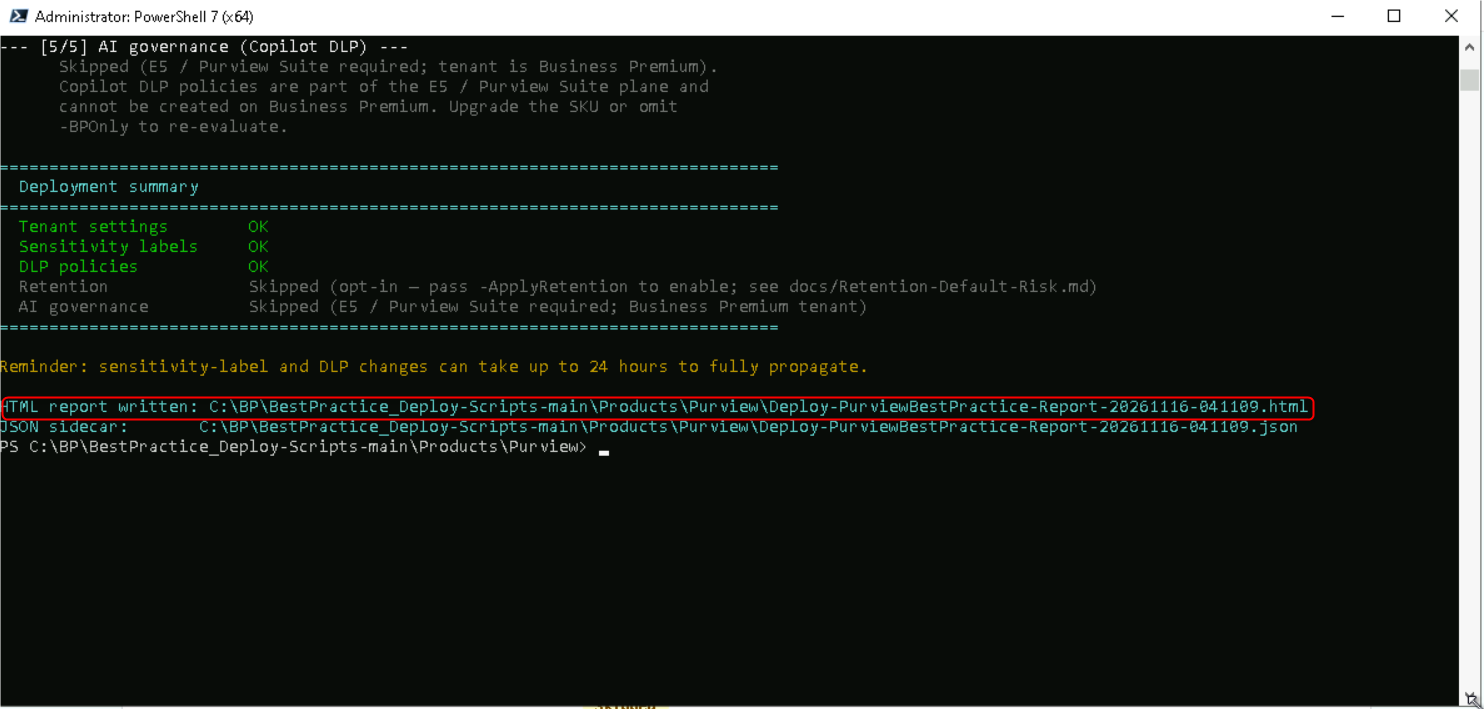 Administrator: PowerShell 7 (x64)
--- [5/5] AI governance (Copilot DLP) ---
Skipped (E5 / Purview Suite required; tenant is Business Premium).
Copilot DLP policies are part of the E5 / Purview Suite plane and
cannot be created on Business Premium. Upgrade the SKU or omit
-BPOnly to re-evaluate.
==============================================================================
Deployment summary
==============================================================================
Tenant settings OK
Sensitivity labels OK
DLP policies OK
Retention Skipped (opt-in — pass -ApplyRetention to enable; see docs/Retention-Default-Risk.md)
AI governance Skipped (E5 / Purview Suite required; Business Premium tenant)
==============================================================================
Reminder: sensitivity-label and DLP changes can take up to 24 hours to fully propagate.
HTML report written: C:\BP\BestPractice_Deploy-Scripts-main\Products\Purview\Deploy-PurviewBestPractice-Report-20261116-041109.html
JSON sidecar: C:\BP\BestPractice_Deploy-Scripts-main\Products\Purview\Deploy-PurviewBestPractice-Report-20261116-041109.json
PS C:\BP\BestPractice_Deploy-Scripts-main\Products\Purview>